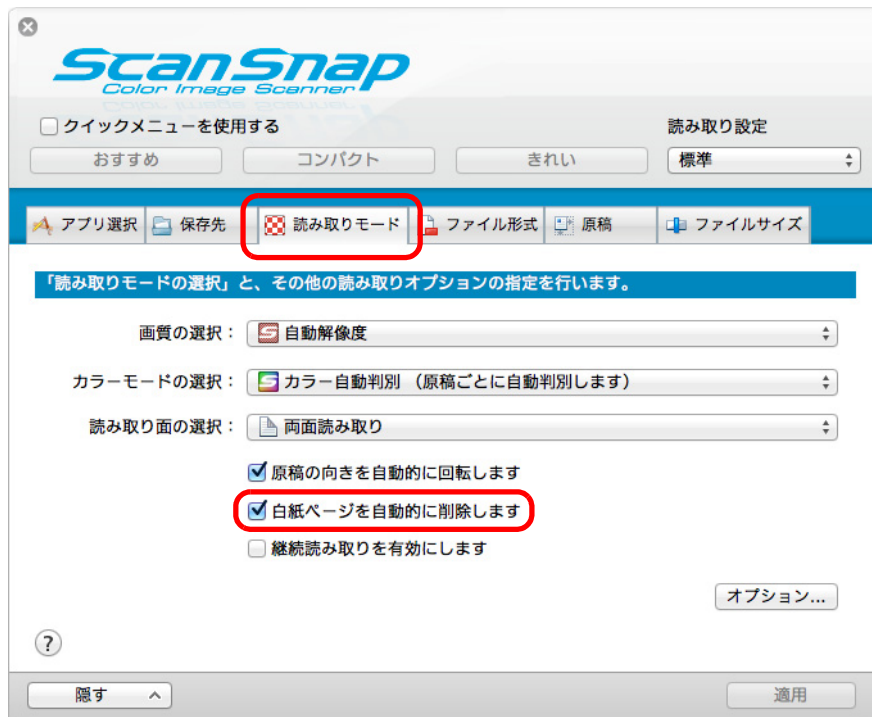 ScanSnap
Color Image Scanner
クイックメニューを使用する
読み取り設定
おすすめ
コンパクト
きれい
標準
アプリ選択
保存先
読み取りモード
ファイル形式
原稿
ファイルサイズ
「読み取りモードの選択」と、その他の読み取りオプションの指定を行います。
画質の選択：
自動解像度
カラーモードの選択：
カラー自動判別 （原稿ごとに自動判別します）
読み取り面の選択：
両面読み取り
原稿の向きを自動的に回転します
白紙ページを自動的に削除します
継続読み取りを有効にします
オプション...
?
隠す
適用